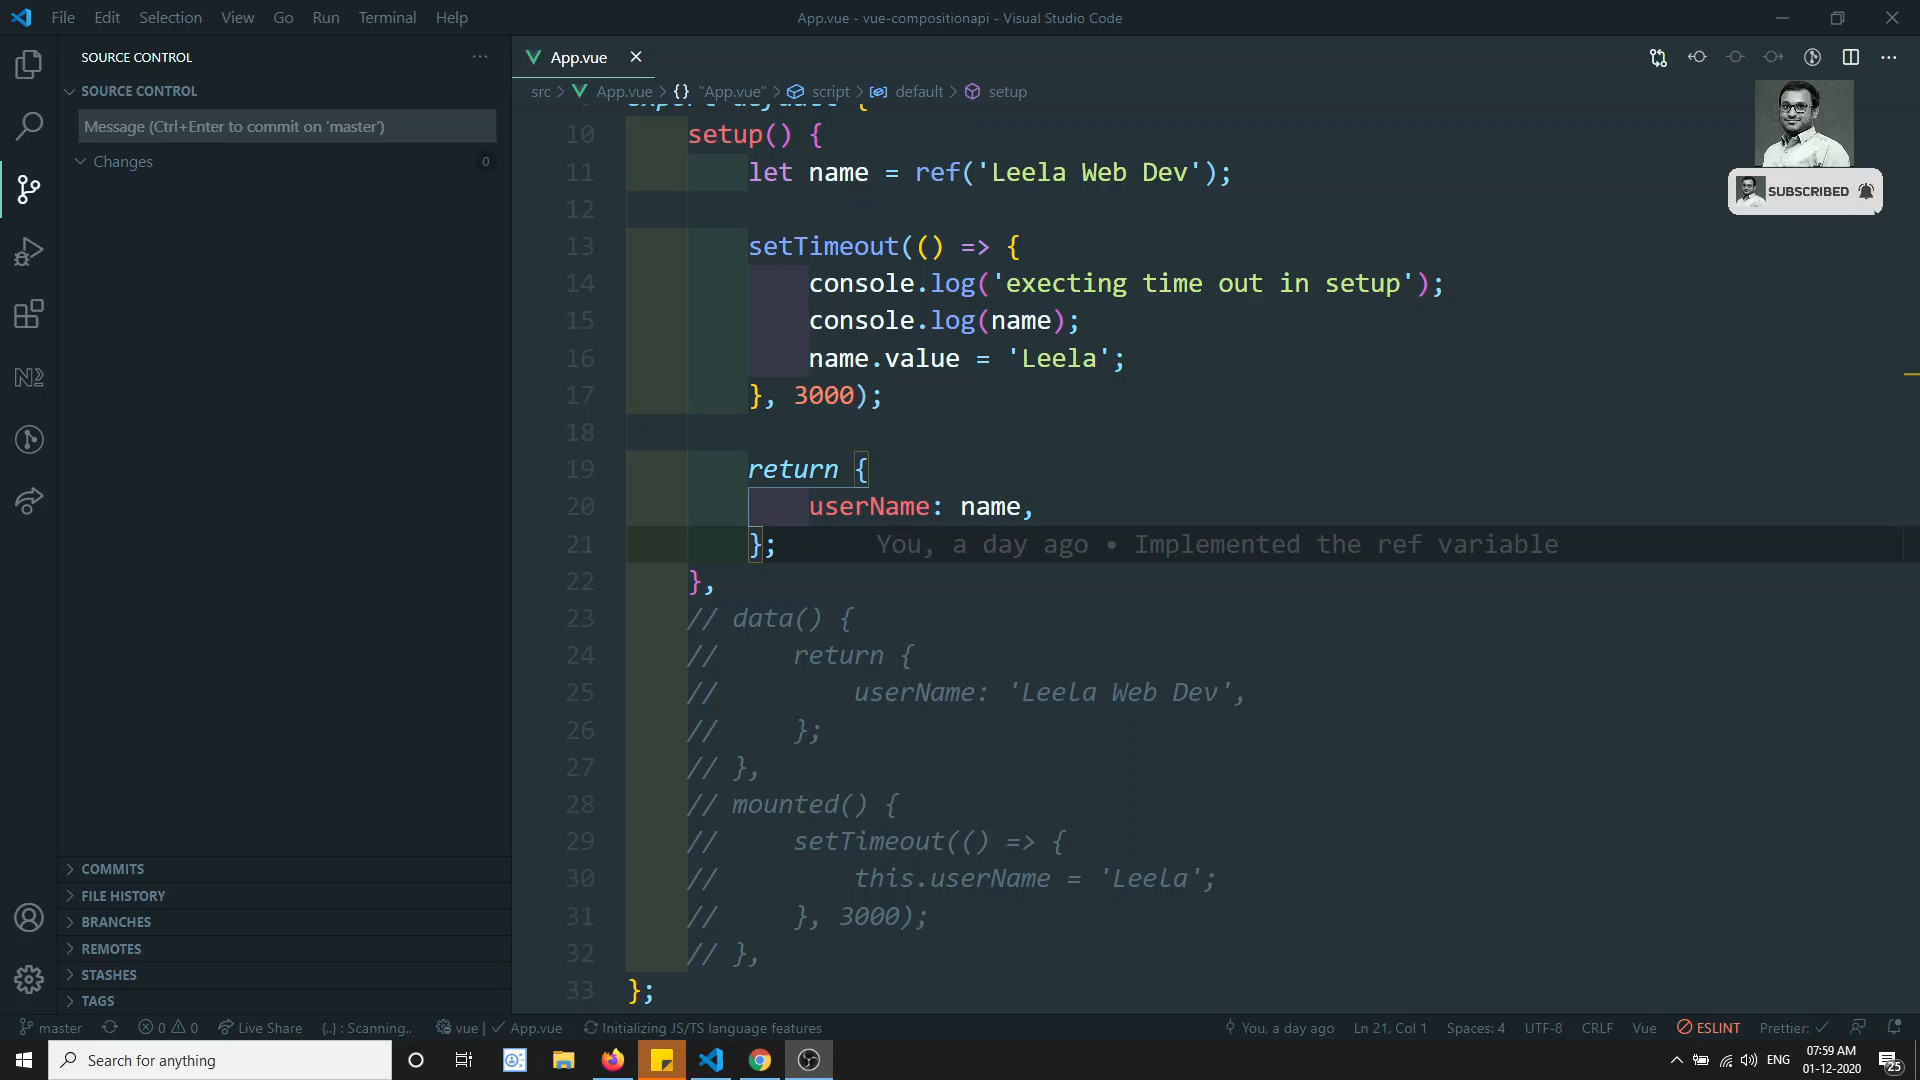 File Edit Selection View Go Run Terminal Help
App.vue - vue-compositionapi - Visual Studio Code
SOURCE CONTROL
SOURCE CONTROL
Message (Ctrl+Enter to commit on 'master')
Changes 0
COMMITS
FILE HISTORY
BRANCHES
REMOTES
STASHES
TAGS
App.vue
src > App.vue > {} "App.vue" > script > default > setup
export default {
10 setup() {
11 let name = ref('Leela Web Dev');
12
13 setTimeout(() => {
14 console.log('execting time out in setup');
15 console.log(name);
16 name.value = 'Leela';
17 }, 3000);
18
19 return {
20 userName: name,
21 }; You, a day ago • Implemented the ref variable
22 },
23 // data() {
24 // return {
25 // userName: 'Leela Web Dev',
26 // };
27 // },
28 // mounted() {
29 // setTimeout(() => {
30 // this.userName = 'Leela';
31 // }, 3000);
32 // },
33 };
SUBSCRIBED
master 0 0 Live Share {..} : Scanning.. vue | App.vue Initializing JS/TS language features You, a day ago Ln 21, Col 1 Spaces: 4 UTF-8 CRLF Vue ESLINT Prettier:
Search for anything
ENG
07:59 AM
01-12-2020
25